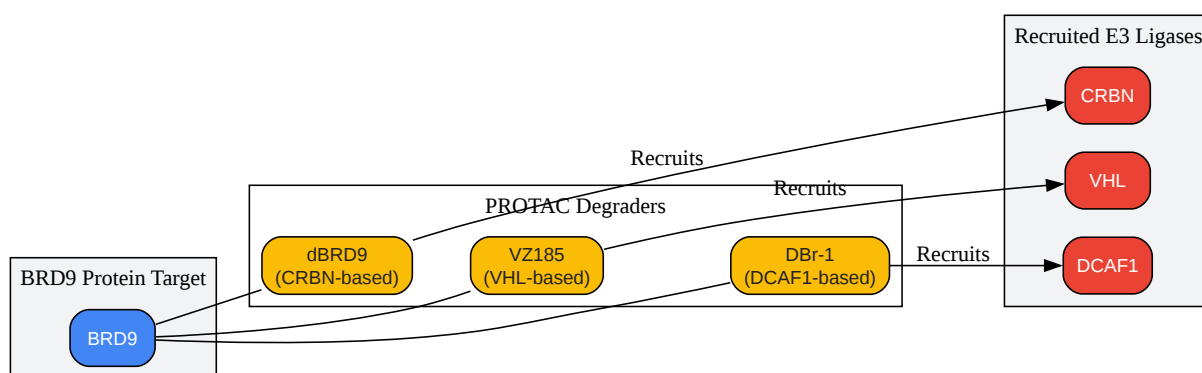 Recruited E3 Ligases
CRBN
Recruits
VHL
Recruits
PROTAC Degraders
dBRD9
(CRBN-based)
VZ185
(VHL-based)
DBr-1
(DCAF1-based)
Recruits
DCAF1
BRD9 Protein Target
BRD9